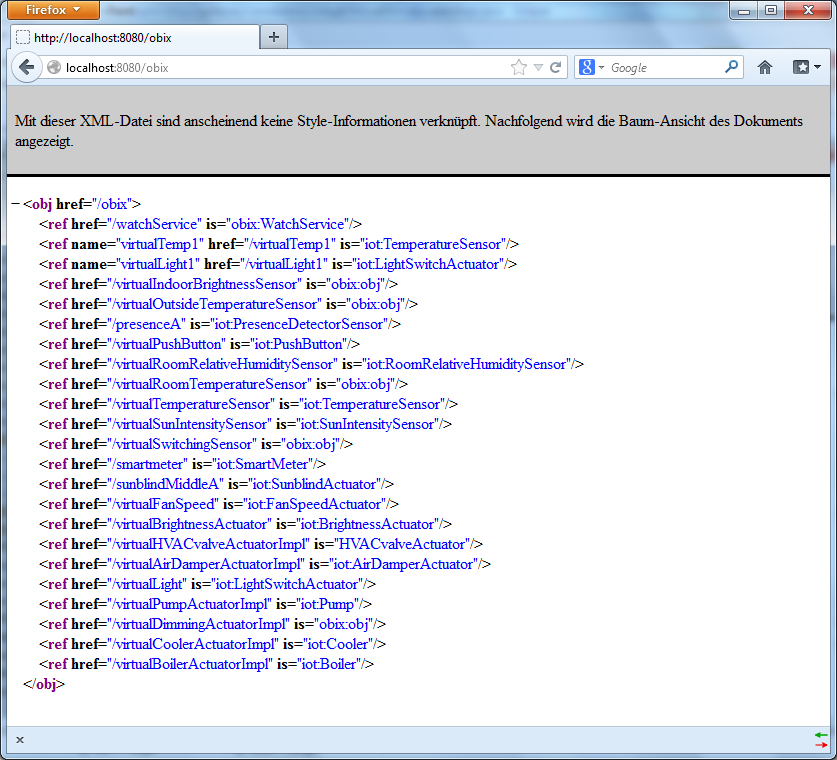 Firefox
http://localhost:8080/obix
localhost:8080/obix
Google
Mit dieser XML-Datei sind anscheinend keine Style-Informationen verknüpft. Nachfolgend wird die Baum-Ansicht des Dokuments
angezeigt.
−<obj href="/obix">
<ref href="/watchService" is="obix:WatchService"/>
<ref name="virtualTemp1" href="/virtualTemp1" is="iot:TemperatureSensor"/>
<ref name="virtualLight1" href="/virtualLight1" is="iot:LightSwitchActuator"/>
<ref href="/virtualIndoorBrightnessSensor" is="obix:obj"/>
<ref href="/virtualOutsideTemperatureSensor" is="obix:obj"/>
<ref href="/presenceA" is="iot:PresenceDetectorSensor"/>
<ref href="/virtualPushButton" is="iot:PushButton"/>
<ref href="/virtualRoomRelativeHumiditySensor" is="iot:RoomRelativeHumiditySensor"/>
<ref href="/virtualRoomTemperatureSensor" is="obix:obj"/>
<ref href="/virtualTemperatureSensor" is="iot:TemperatureSensor"/>
<ref href="/virtualSunIntensitySensor" is="iot:SunIntensitySensor"/>
<ref href="/virtualSwitchingSensor" is="obix:obj"/>
<ref href="/smartmeter" is="iot:SmartMeter"/>
<ref href="/sunblindMiddleA" is="iot:SunblindActuator"/>
<ref href="/virtualFanSpeed" is="iot:FanSpeedActuator"/>
<ref href="/virtualBrightnessActuator" is="iot:BrightnessActuator"/>
<ref href="/virtualHVACvalveActuatorImpl" is="HVACvalveActuator"/>
<ref href="/virtualAirDamperActuatorImpl" is="iot:AirDamperActuator"/>
<ref href="/virtualLight" is="iot:LightSwitchActuator"/>
<ref href="/virtualPumpActuatorImpl" is="iot:Pump"/>
<ref href="/virtualDimmingActuatorImpl" is="obix:obj"/>
<ref href="/virtualCoolerActuatorImpl" is="iot:Cooler"/>
<ref href="/virtualBoilerActuatorImpl" is="iot:Boiler"/>
</obj>